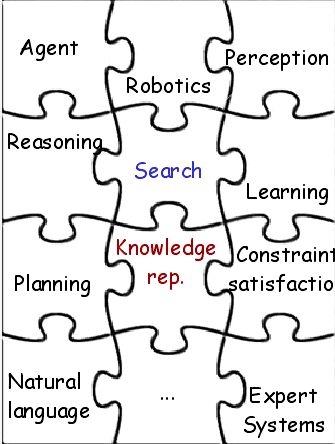 Agent
Robotics
Perception
Reasoning
Search
Learning
Planning
Knowledge
rep.
Constraint
satisfactio
Natural
language
...
Expert
Systems